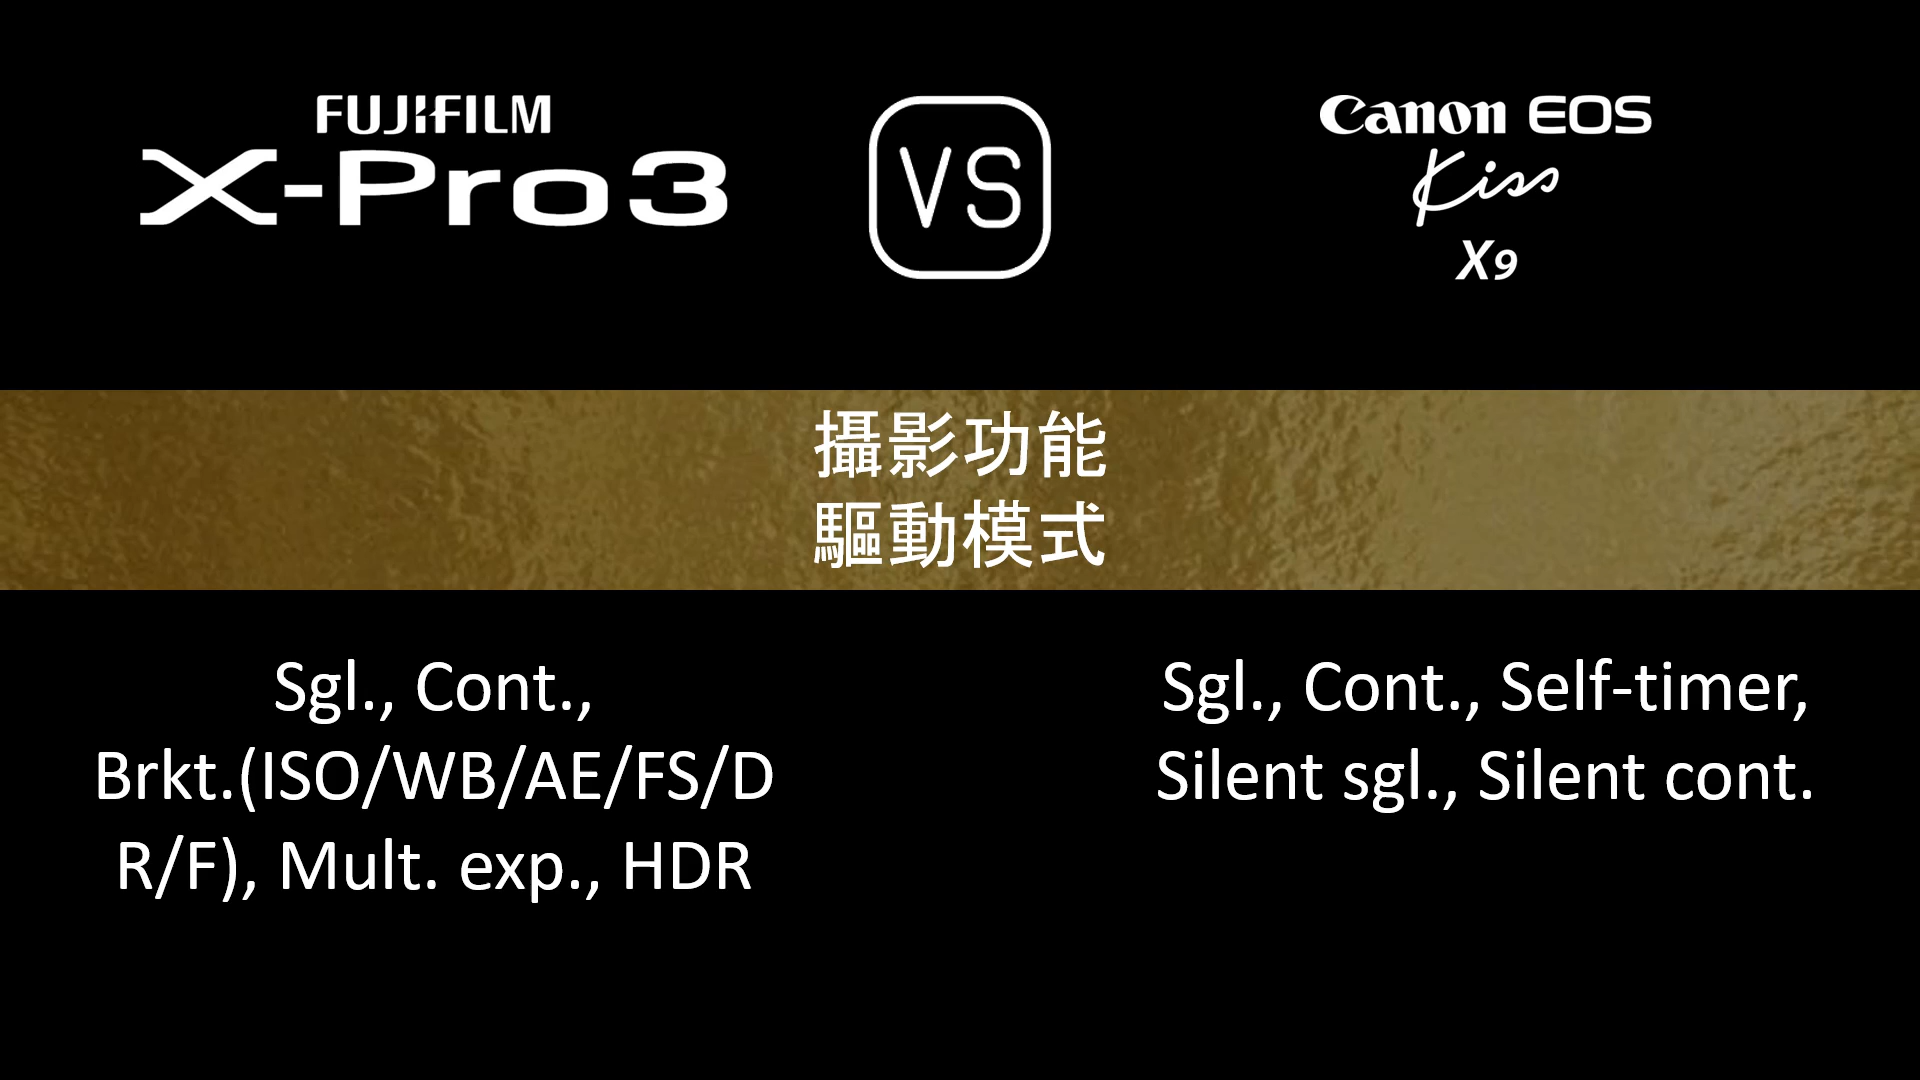 FUJIFILM
X-Pro3
VS
Canon EOS
Kiss
X9
攝影功能
驅動模式
Sgl., Cont.,
Brkt.(ISO/WB/AE/FS/D
R/F), Mult. exp., HDR
Sgl., Cont., Self-timer,
Silent sgl., Silent cont.